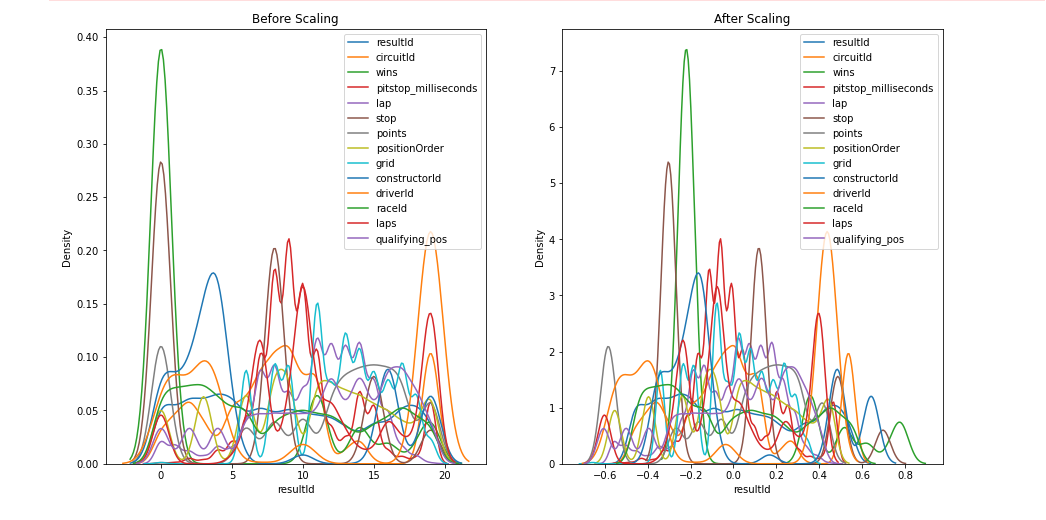 Before Scaling
0.40
0.35
0.30
0.25
0.20
0.15
0.10
0.05
0.00
Density
0
5
10
15
20
resultId
resultId
circuitId
wins
pitstop_milliseconds
lap
stop
points
positionOrder
grid
constructorId
driverId
raceId
laps
qualifying_pos
After Scaling
7
6
5
4
3
2
1
0
Density
−0.6
−0.4
−0.2
0.0
0.2
0.4
0.6
0.8
resultId
resultId
circuitId
wins
pitstop_milliseconds
lap
stop
points
positionOrder
grid
constructorId
driverId
raceId
laps
qualifying_pos